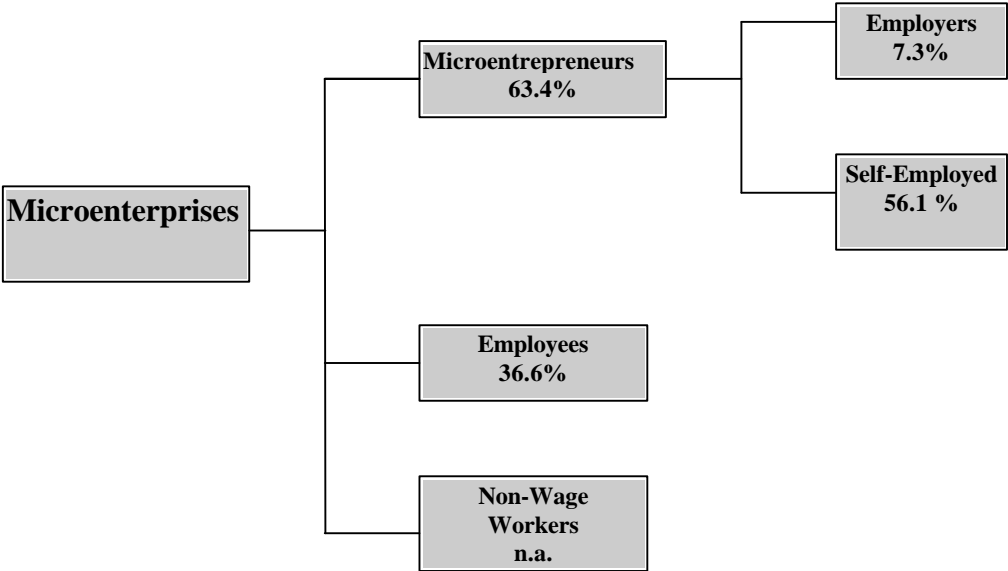 Employers
7.3%
Microentrepreneurs
63.4%
Self-Employed
56.1 %
Microenterprises
Employees
36.6%
Non-Wage
Workers
n.a.